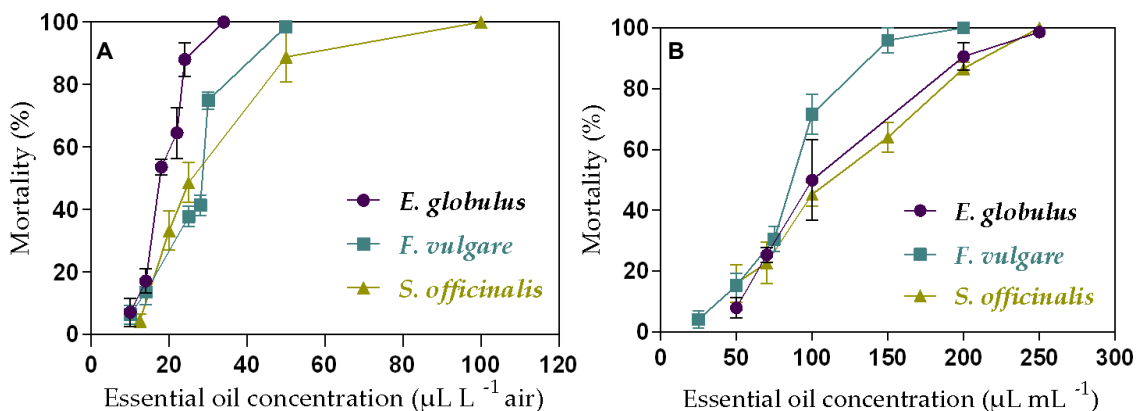 A
Mortality (%)
100
80
60
40
20
0
0 20 40 60 80 100 120
Essential oil concentration (µL L ⁻¹ air)
E. globulus
F. vulgare
S. officinalis
B
Mortality (%)
100
80
60
40
20
0
0 50 100 150 200 250 300
Essential oil concentration (µL mL ⁻¹)
E. globulus
F. vulgare
S. officinalis